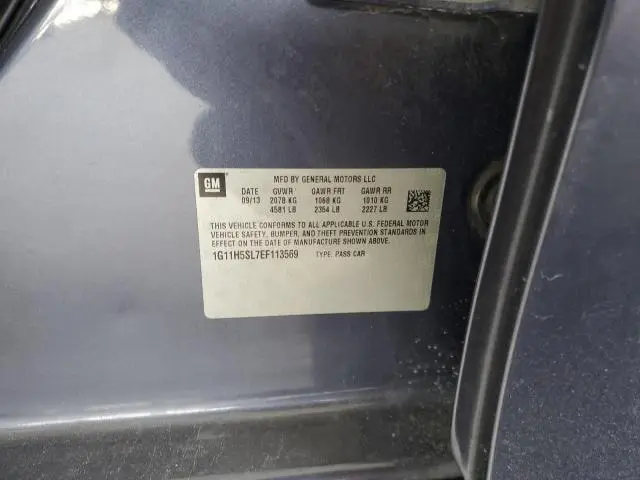 GM
MFD BY GENERAL MOTORS LLC
DATE GVWR GAWR FRT GAWR RR
09/13 2078 KG 1068 KG 1010 KG
4581 LB 2354 LB 2227 LB
THIS VEHICLE CONFORMS TO ALL APPLICABLE U.S. FEDERAL MOTOR
VEHICLE SAFETY, BUMPER, AND THEFT PREVENTION STANDARDS IN
EFFECT ON THE DATE OF MANUFACTURE SHOWN ABOVE.
1G11H5SL7EF113569 TYPE: PASS CAR